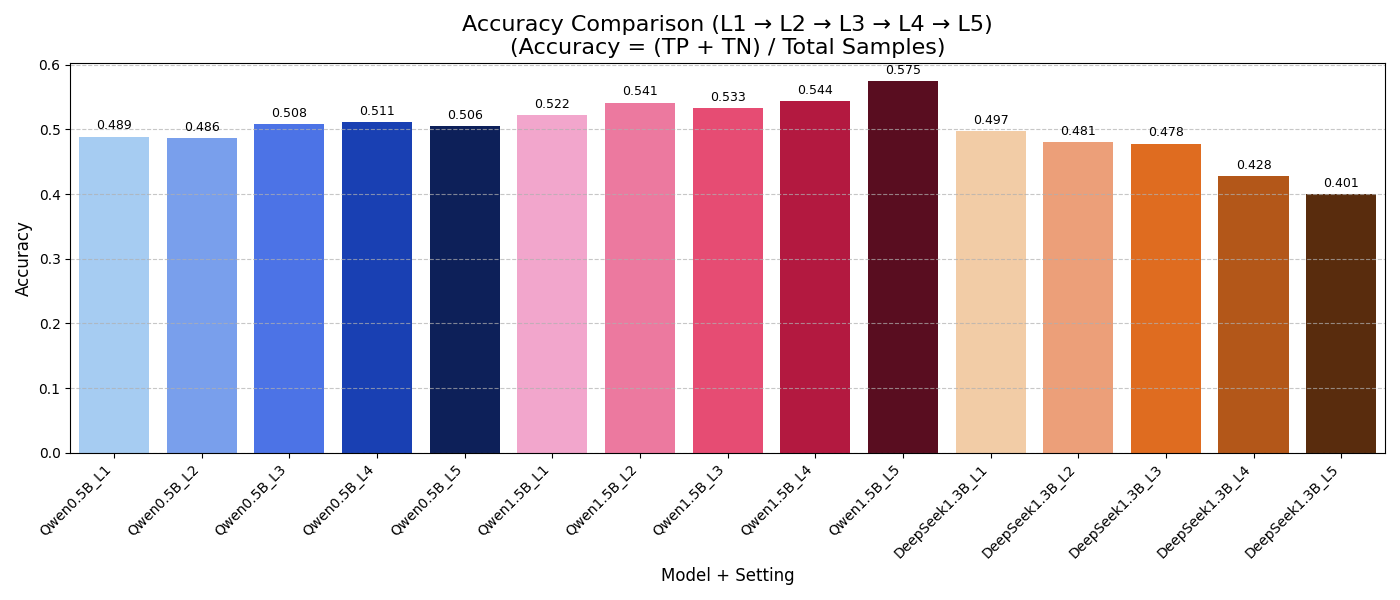 Accuracy Comparison (L1 → L2 → L3 → L4 → L5)
(Accuracy = (TP + TN) / Total Samples)
Accuracy
0.6
0.5
0.4
0.3
0.2
0.1
0.0
0.489
0.486
0.508
0.511
0.506
0.522
0.541
0.533
0.544
0.575
0.497
0.481
0.478
0.428
0.401
Qwen0.5B_L1
Qwen0.5B_L2
Qwen0.5B_L3
Qwen0.5B_L4
Qwen0.5B_L5
Qwen1.5B_L1
Qwen1.5B_L2
Qwen1.5B_L3
Qwen1.5B_L4
Qwen1.5B_L5
DeepSeek1.3B_L1
DeepSeek1.3B_L2
DeepSeek1.3B_L3
DeepSeek1.3B_L4
DeepSeek1.3B_L5
Model + Setting